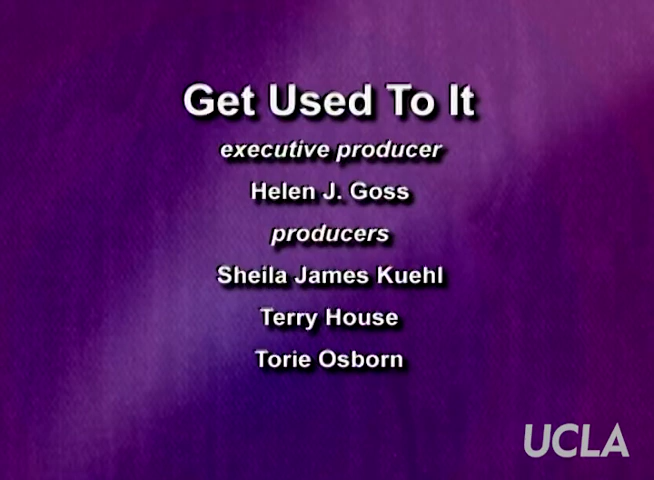 Get Used To It
executive producer
Helen J. Goss
producers
Sheila James Kuehl
Terry House
Torie Osborn
UCLA